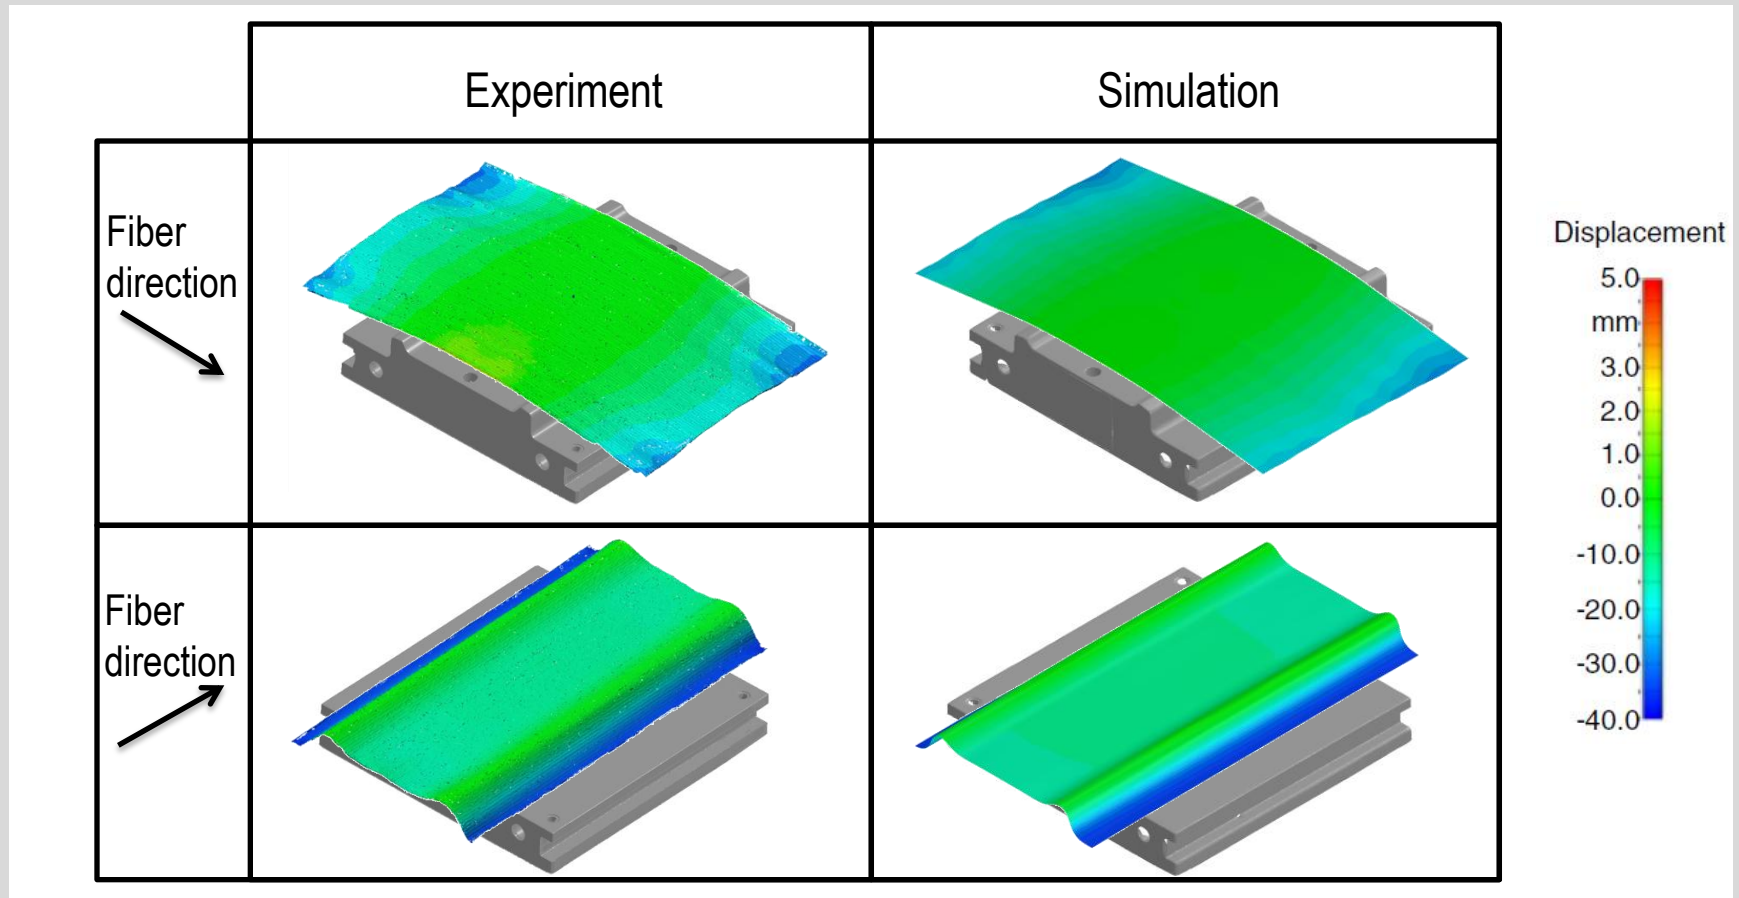 Experiment
Simulation
Fiber
direction
Displacement
5.0
mm
3.0
2.0
1.0
0.0
-10.0
-20.0
-30.0
-40.0
Fiber
direction